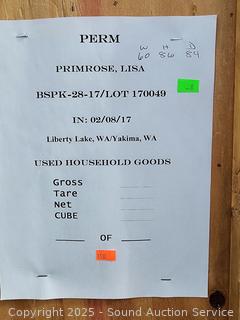 PERM
W H D
60 86 84
PRIMROSE, LISA
BSPK-28-17/LOT 170049
IN: 02/08/17
Liberty Lake, WA/Yakima, WA
USED HOUSEHOLD GOODS
Gross
Tare
Net
CUBE
OF
Copyright © 2025 - Sound Auction Service